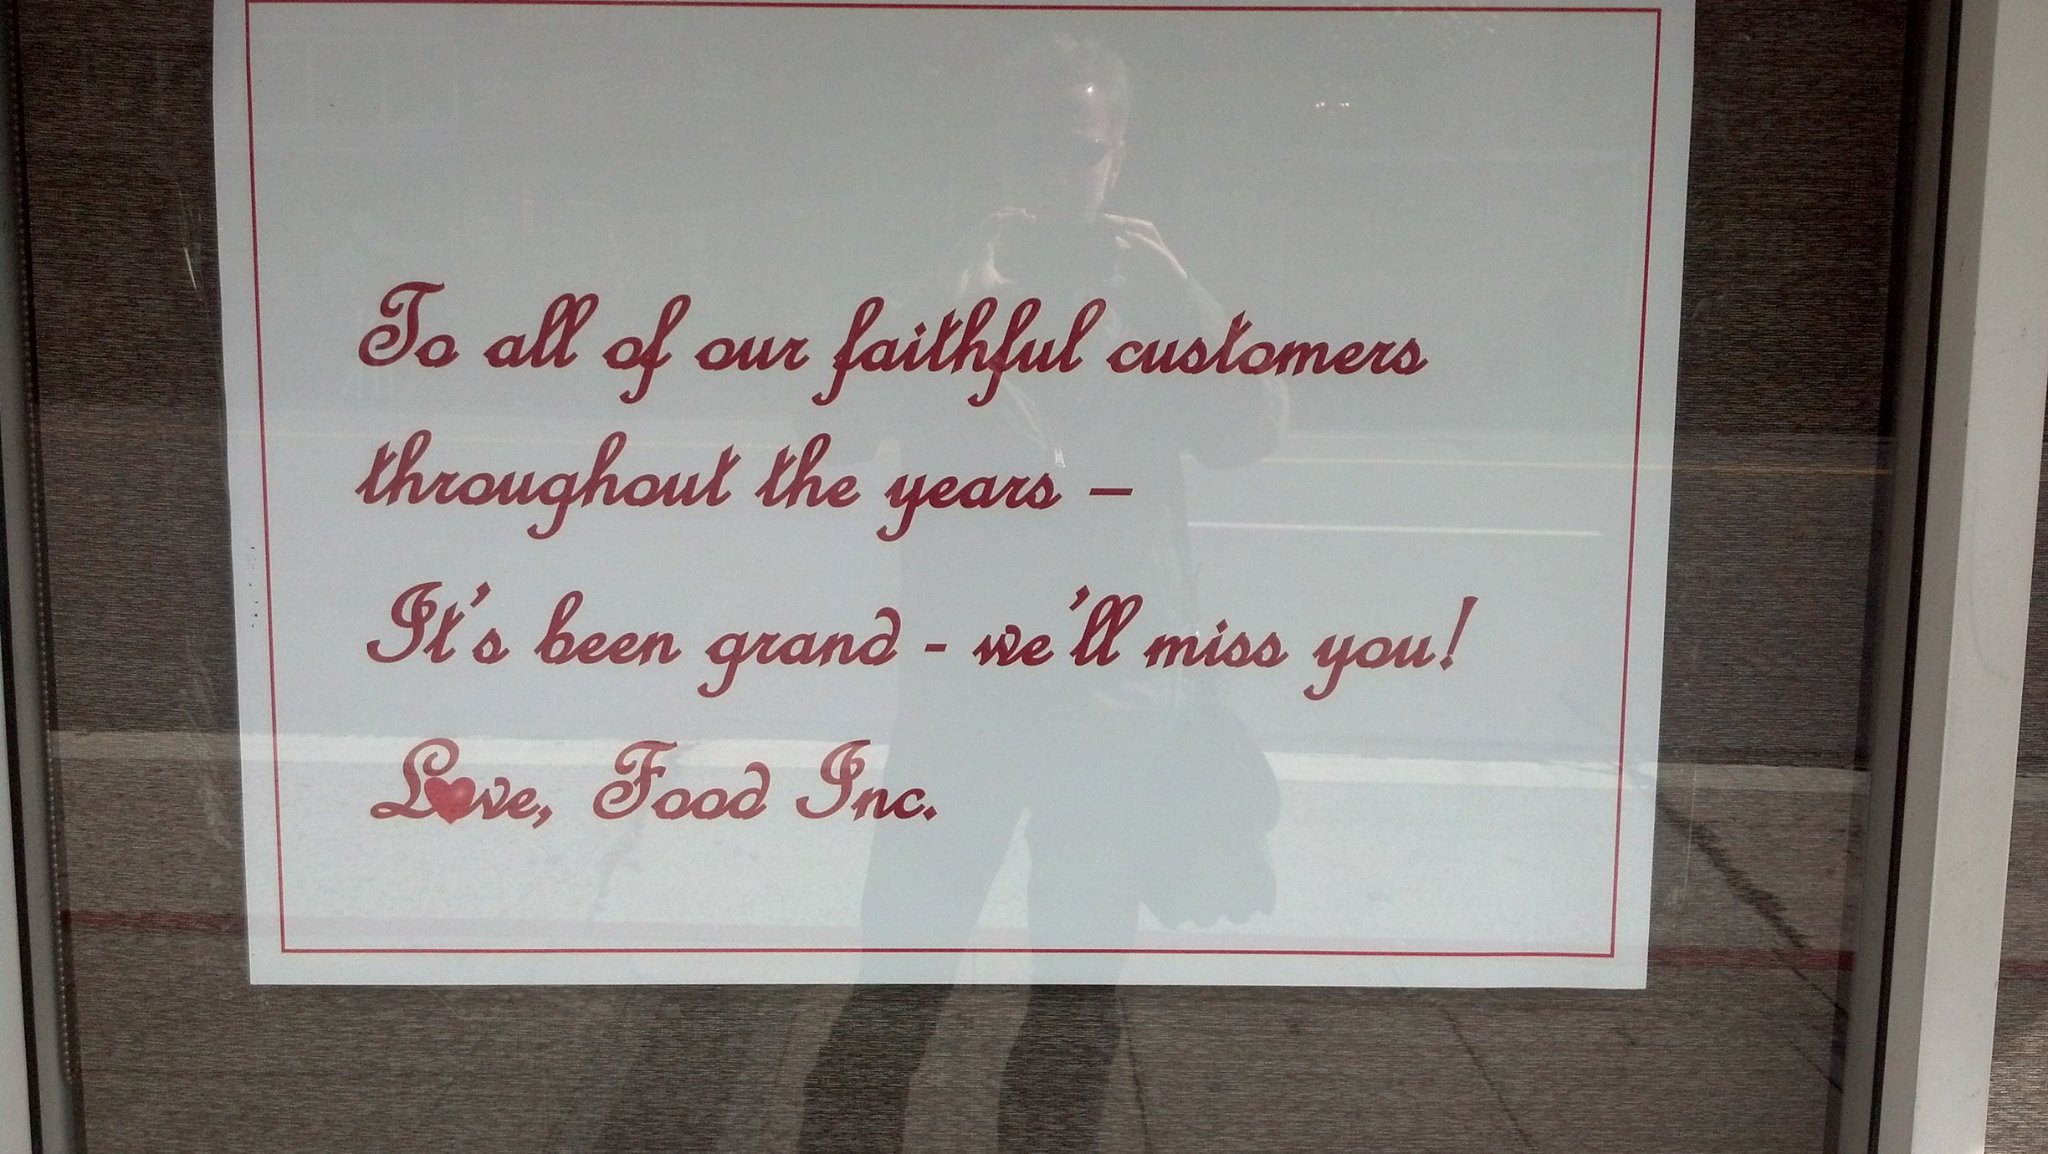 To all of our faithful customers
throughout the years –
It's been grand - we'll miss you!
Love, Food Inc.